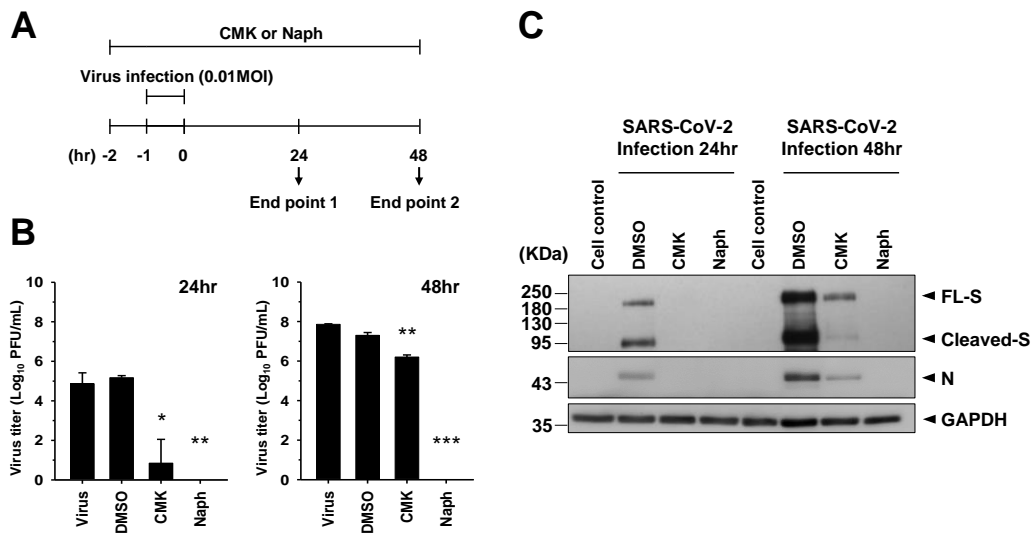 A
CMK or Naph
Virus infection (0.01MOI)
(hr) -2 -1 0 24 48
End point 1 End point 2
B
Virus titer (Log10 PFU/mL)
10
8
6
4
2
0
24hr
*
**
Virus
DMSO
CMK
Naph
Virus titer (Log10 PFU/mL)
10
8
6
4
2
0
48hr
**
***
Virus
DMSO
CMK
Naph
C
SARS-CoV-2
Infection 24hr
SARS-CoV-2
Infection 48hr
(KDa)
Cell control
DMSO
CMK
Naph
Cell control
DMSO
CMK
Naph
250
180
130
95
43
35
FL-S
Cleaved-S
N
GAPDH